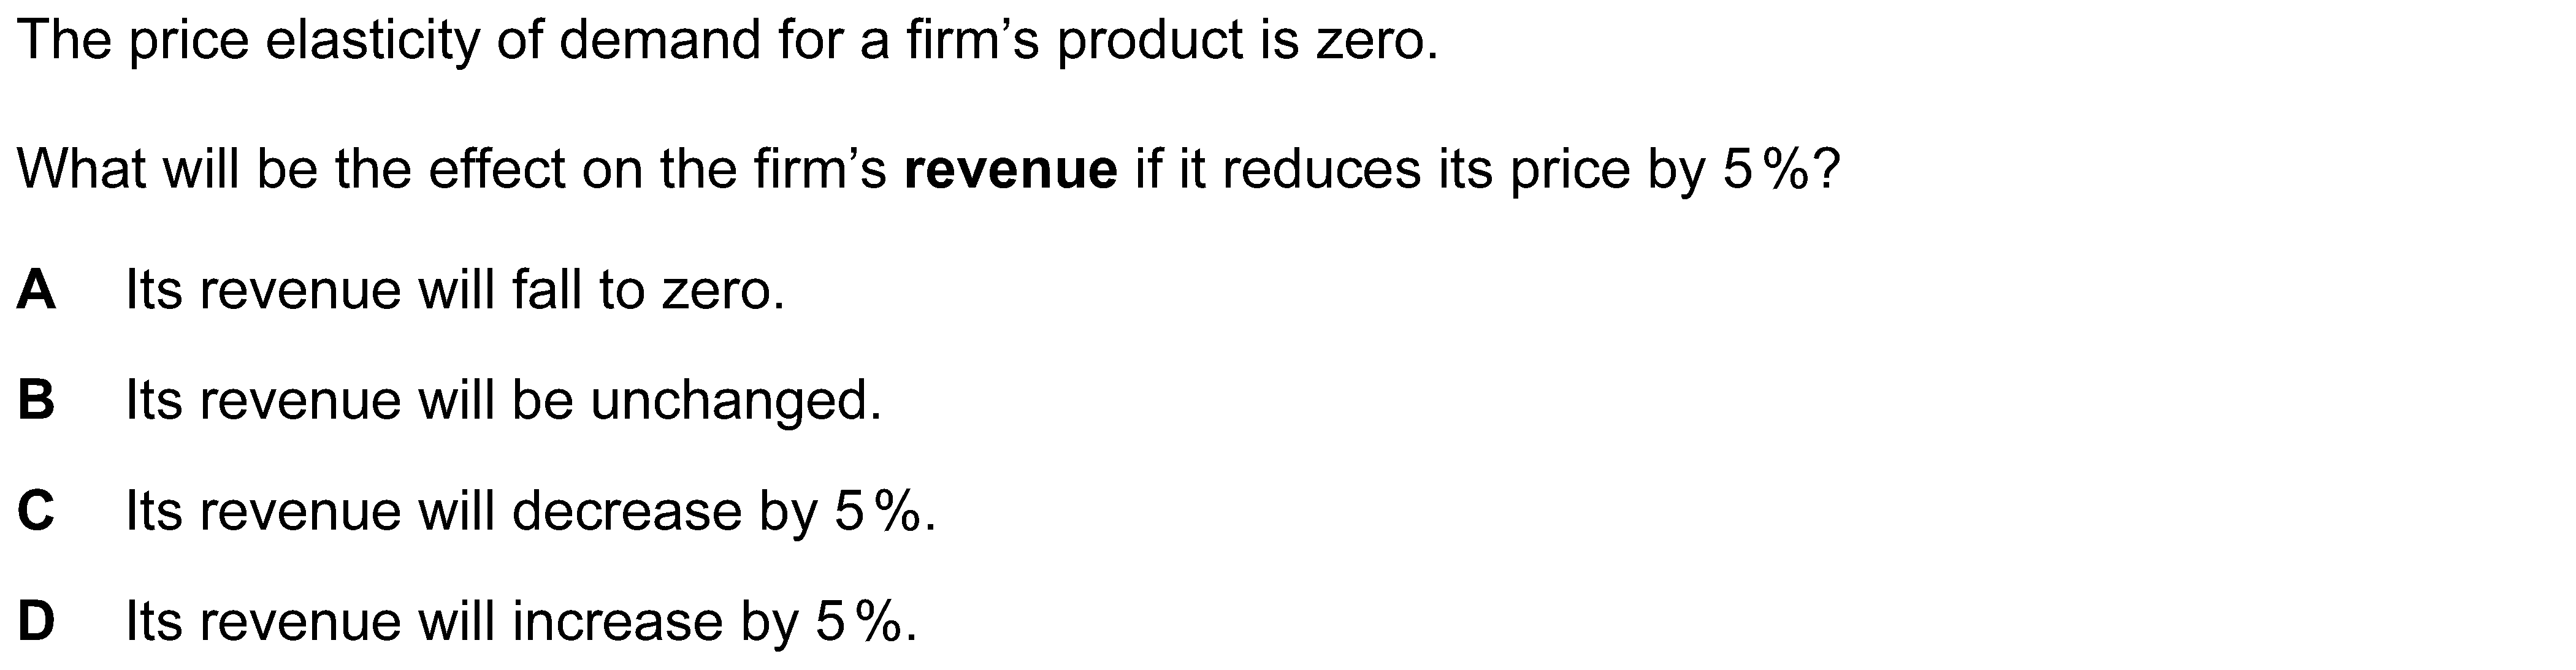 The price elasticity of demand for a firm’s product is zero.
What will be the effect on the firm’s revenue if it reduces its price by 5%?
A Its revenue will fall to zero.
B Its revenue will be unchanged.
C Its revenue will decrease by 5%.
D Its revenue will increase by 5%.